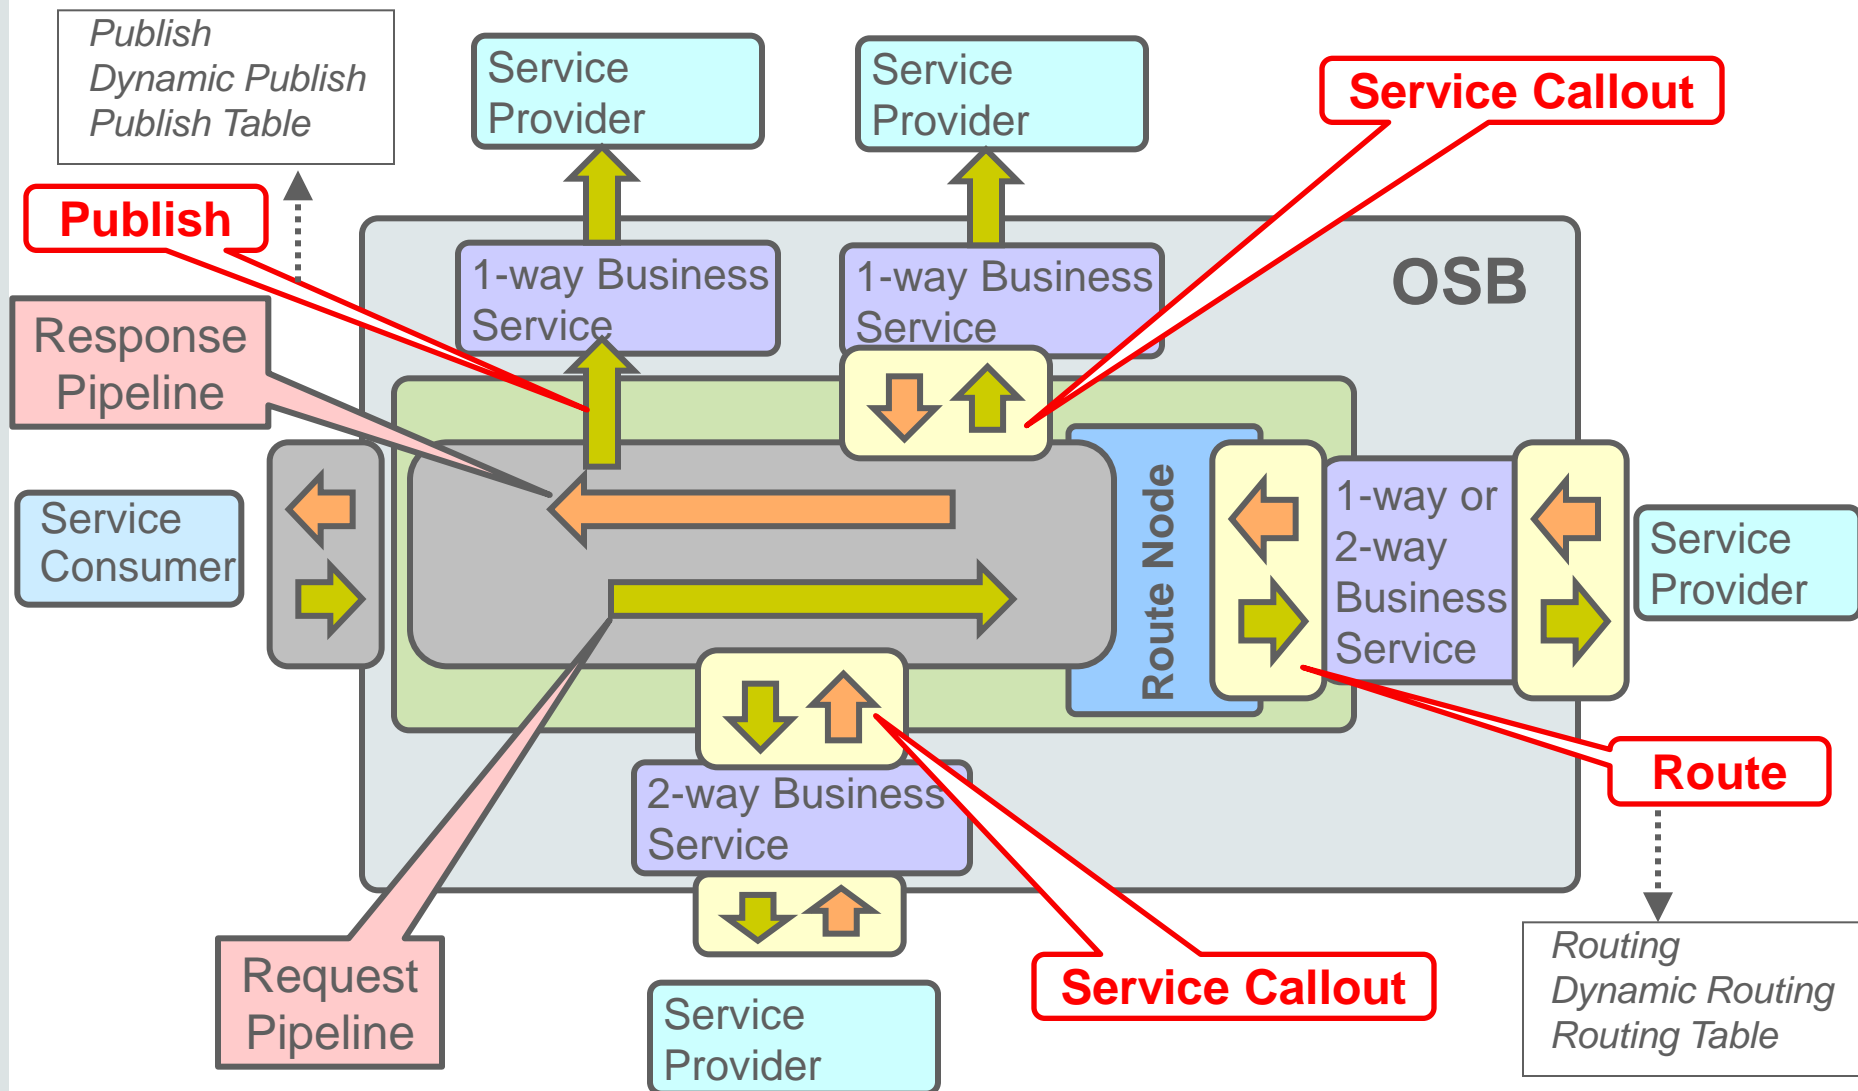 Publish
Dynamic Publish
Publish Table
Service
Provider
Service
Provider
Service Callout
Publish
1-way Business
Service
1-way Business
Service
OSB
Response
Pipeline
Service
Consumer
Route Node
1-way or
2-way
Business
Service
Service
Provider
Route
2-way Business
Service
Request
Pipeline
Service Callout
Service
Provider
Routing
Dynamic Routing
Routing Table